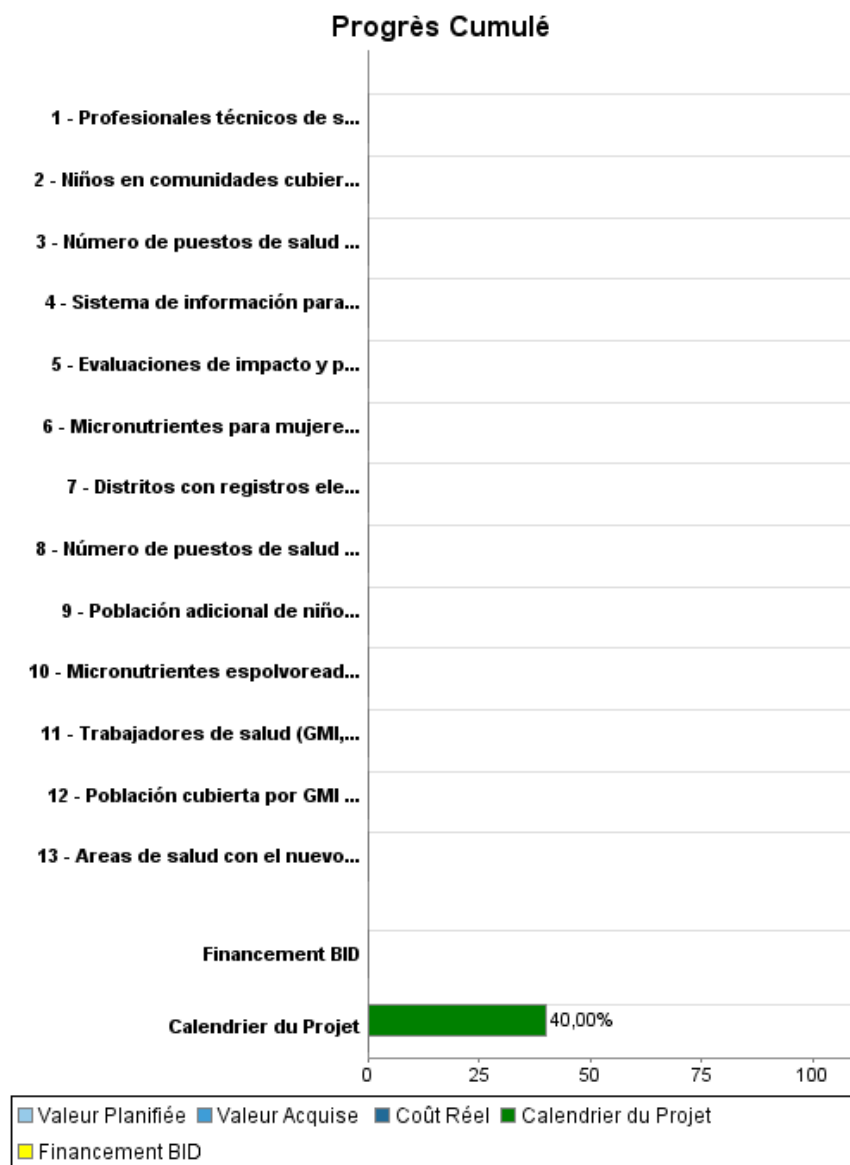 Progrès Cumulé
1 - Profesionales técnicos de s...
2 - Niños en comunidades cubier...
3 - Número de puestos de salud ...
4 - Sistema de información para...
5 - Evaluaciones de impacto y p...
6 - Micronutrientes para mujere...
7 - Distritos con registros ele...
8 - Número de puestos de salud ...
9 - Población adicional de niño...
10 - Micronutrientes espolvoread...
11 - Trabajadores de salud (GMI,...
12 - Población cubierta por GMI ...
13 - Areas de salud con el nuevo...
Financement BID
Calendrier du Projet 40,00%
0 25 50 75 100
Valeur Planifiée Valeur Acquise Coût Réel Calendrier du Projet
Financement BID